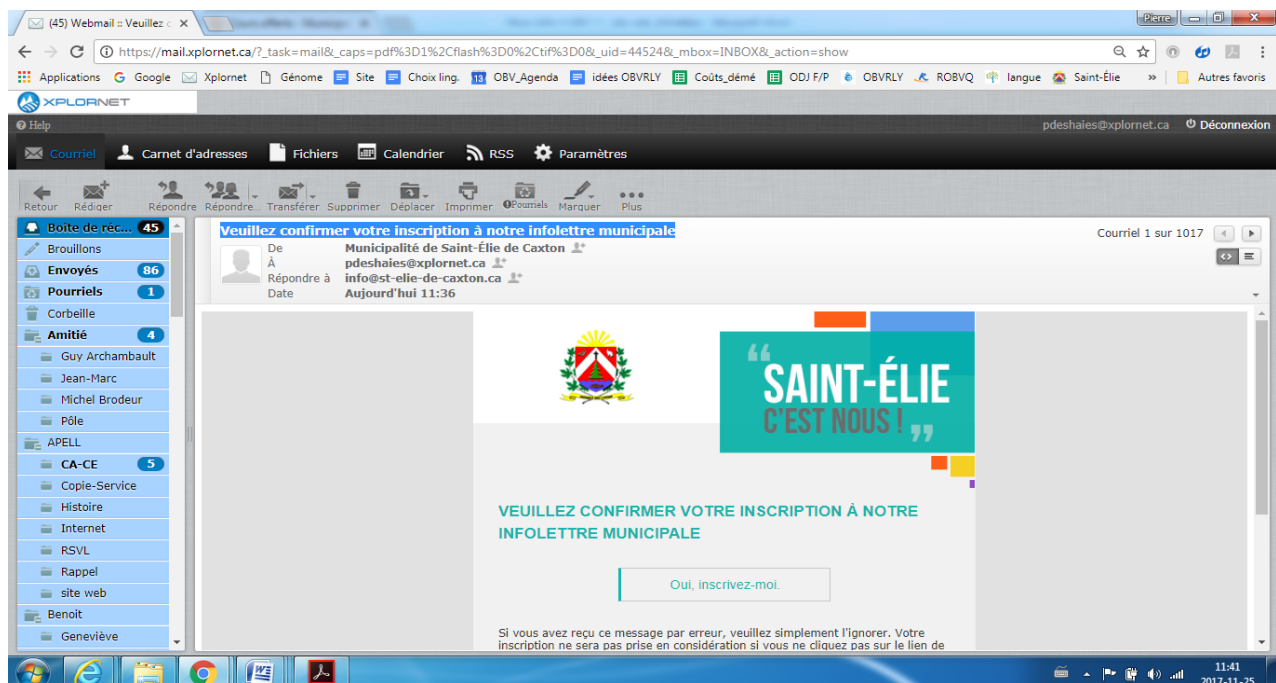 (45) Webmail :: Veuillez c
Pierre
https://mail.xplornet.ca/?_task=mail&_caps=pdf%3D1%2Cflash%3D0%2Ctif%3D0&_uid=44524&_mbox=INBOX&_action=show
Applications Google Xplornet Génome Site Choix ling. 13 OBV_Agenda idées OBVRLY Coûts_démé ODJ F/P OBVRLY ROBVQ langue Saint-Élie » Autres favoris
XPLORNET
Help pdeshaies@xplornet.ca Déconnexion
Courriel Carnet d'adresses Fichiers Calendrier RSS Paramètres
Retour Rédiger Répondre Répondre... Transférer Supprimer Déplacer Imprimer Pourriels Marquer Plus
Boite de réc... 45
Brouillons
Envoyés 86
Pourriels 1
Corbeille
Amitié 4
Guy Archambault
Jean-Marc
Michel Brodeur
Pôle
APELL
CA-CE 5
Copie-Service
Histoire
Internet
RSVL
Rappel
site web
Benoit
Geneviève
Veuillez confirmer votre inscription à notre infolettre municipale
Courriel 1 sur 1017
De Municipalité de Saint-Élie de Caxton
À pdeshaies@xplornet.ca
Répondre à info@st-elie-de-caxton.ca
Date Aujourd'hui 11:36
“SAINT-ÉLIE
C'EST NOUS ! ”
VEUILLEZ CONFIRMER VOTRE INSCRIPTION À NOTRE
INFOLETTRE MUNICIPALE
Oui, inscrivez-moi.
Si vous avez reçu ce message par erreur, veuillez simplement l'ignorer. Votre
inscription ne sera pas prise en considération si vous ne cliquez pas sur le lien de
11:41
2017-11-25